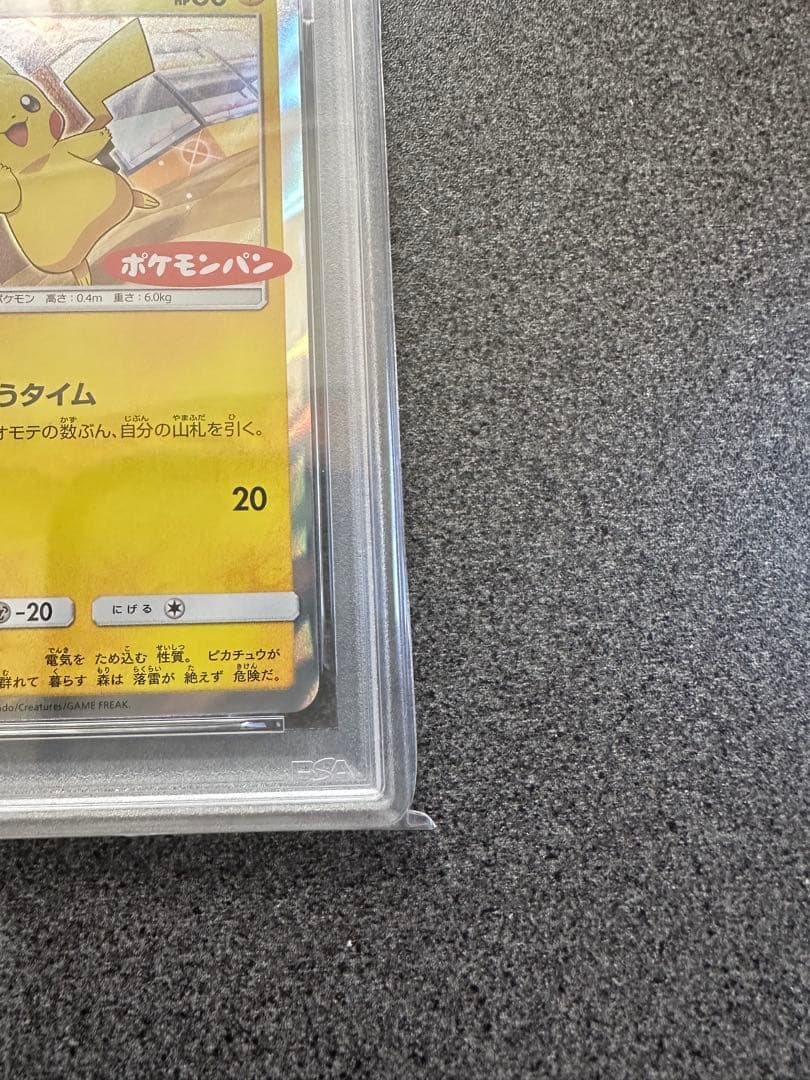 ポケモンパン
ポケモン 高さ：0.4m 重さ：6.0kg
うタイム
オモテの数ぶん、自分の山札を引く。
20
-20 にげる
電気を ため込む 性質。 ピカチュウが
群れて 暮らす 森は 落雷が 絶えず 危険だ。
ndo/Creatures/GAME FREAK.
PSA